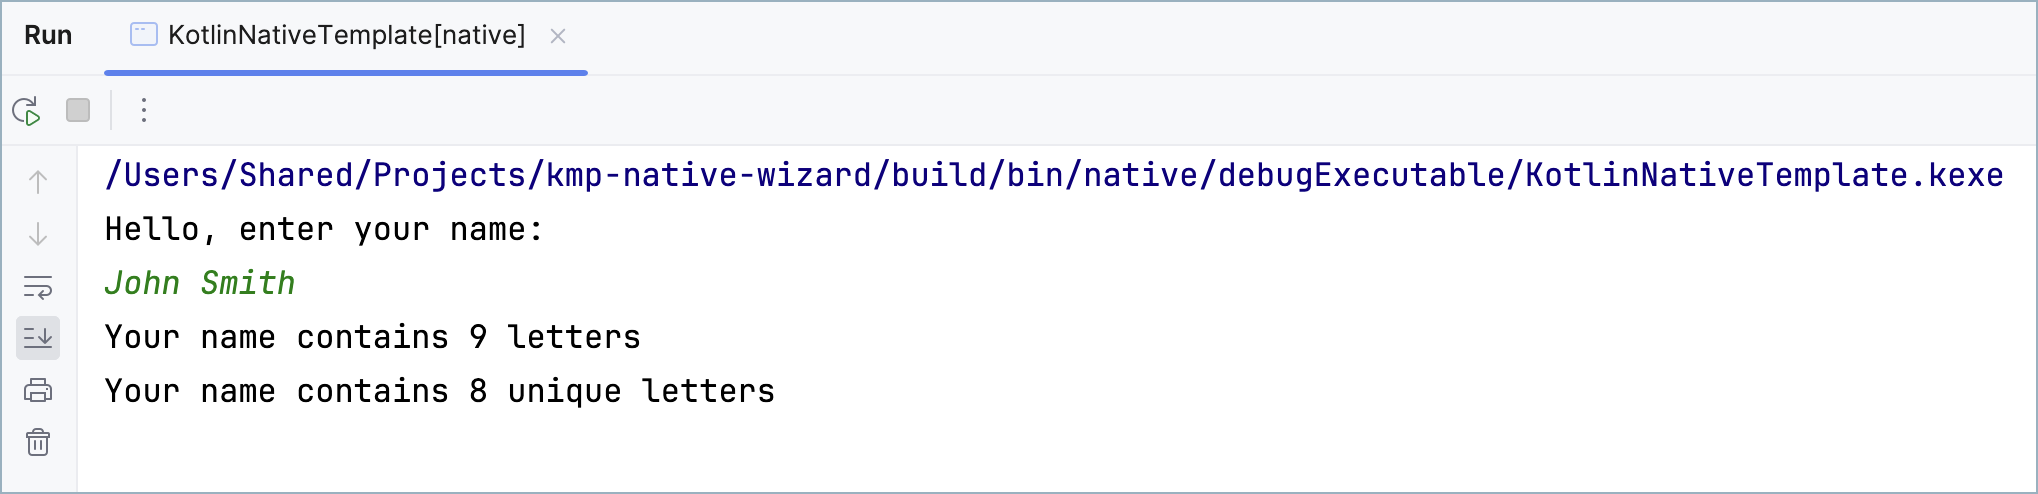 Run KotlinNativeTemplate[native]
/Users/Shared/Projects/kmp-native-wizard/build/bin/native/debugExecutable/KotlinNativeTemplate.kexe
Hello, enter your name:
John Smith
Your name contains 9 letters
Your name contains 8 unique letters